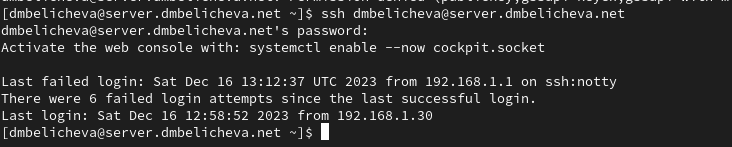 [dmbelicheva@server.dmbelicheva.net ~]$ ssh dmbelicheva@server.dmbelicheva.net
dmbelicheva@server.dmbelicheva.net's password:
Activate the web console with: systemctl enable --now cockpit.socket
Last failed login: Sat Dec 16 13:12:37 UTC 2023 from 192.168.1.1 on ssh:notty
There were 6 failed login attempts since the last successful login.
Last login: Sat Dec 16 12:58:52 2023 from 192.168.1.30
[dmbelicheva@server.dmbelicheva.net ~]$